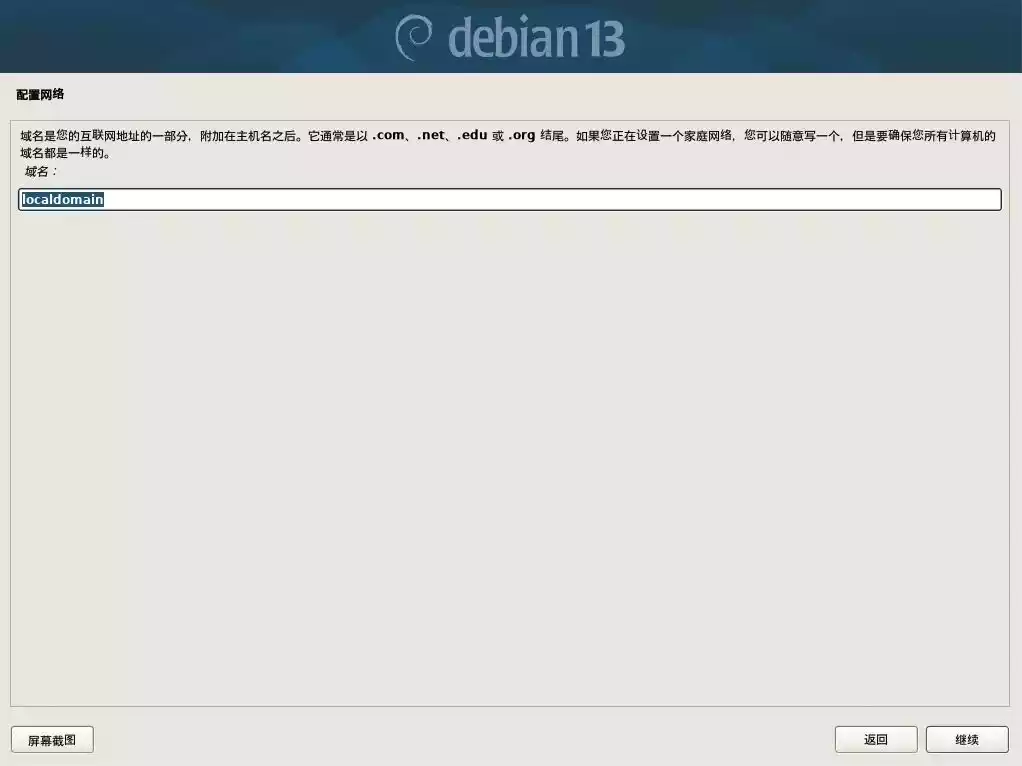 debian 13
配置网络
域名是您的互联网地址的一部分，附加在主机名之后。它通常是以 .com、.net、.edu 或 .org 结尾。如果您正在设置一个家庭网络，您可以随意写一个，但是要确保您所有计算机的
域名都是一样的。
域名：
localdomain
屏幕截图
返回
继续